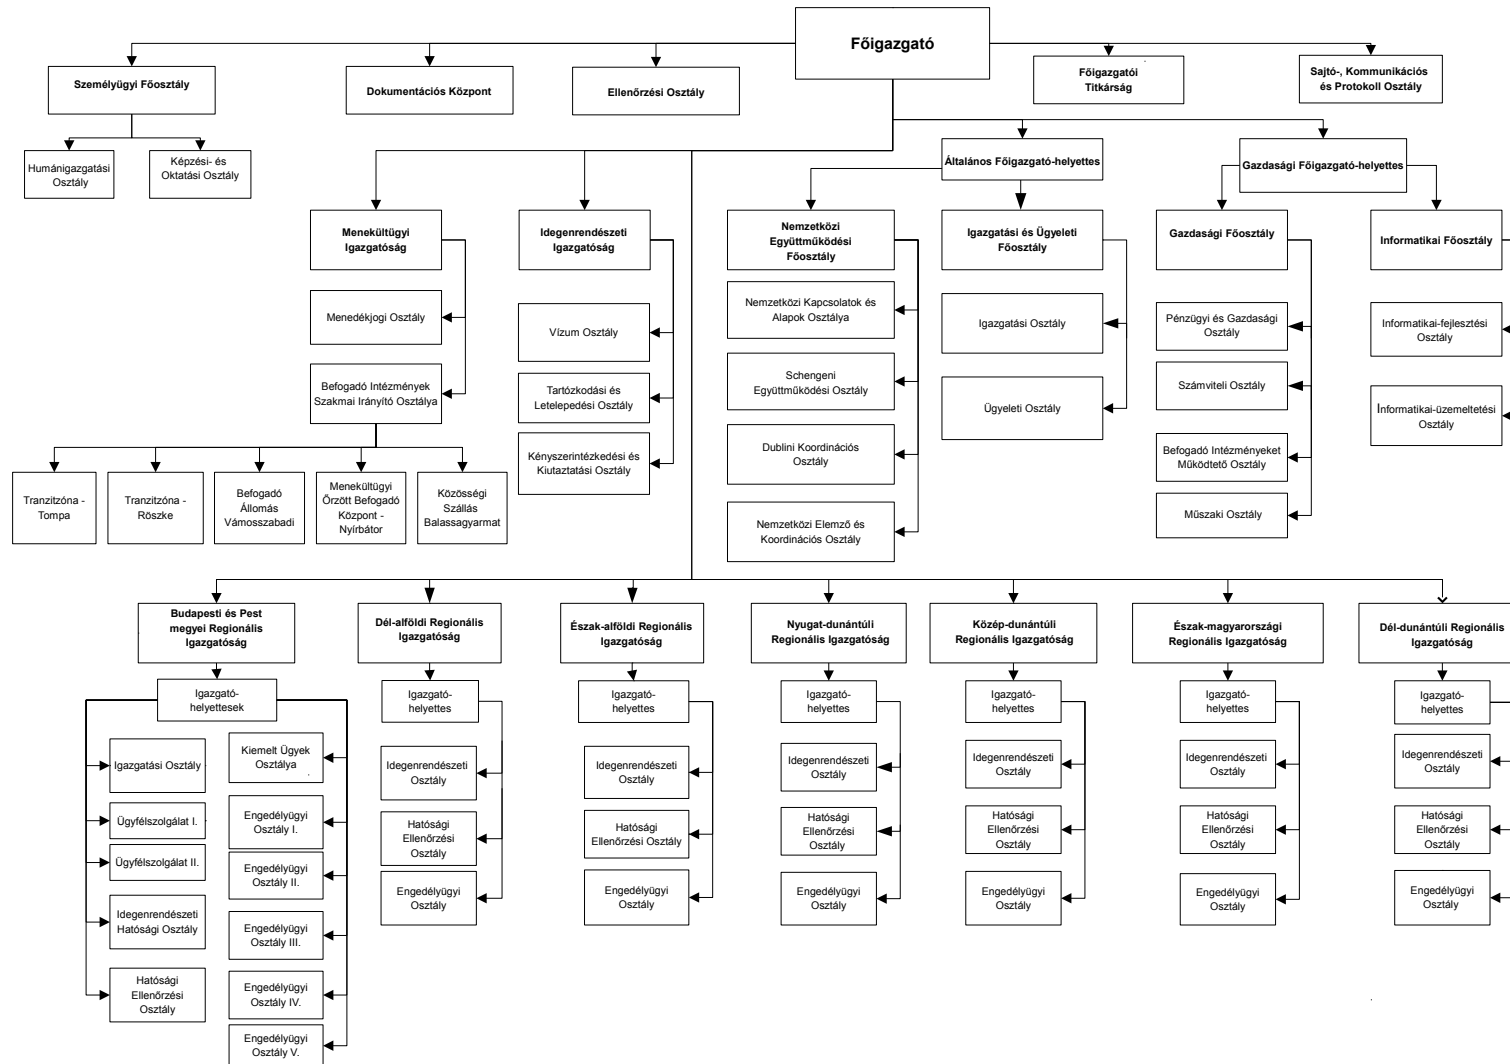 Főigazgató
Személyügyi Főosztály
Dokumentációs Központ
Ellenőrzési Osztály
Főigazgatói
Titkárság
Sajtó-, Kommunikációs
és Protokoll Osztály
Humánigazgatási
Osztály
Képzési- és
Oktatási Osztály
Általános Főigazgató-helyettes
Gazdasági Főigazgató-helyettes
Menekültügyi
Igazgatóság
Idegenrendészeti
Igazgatóság
Nemzetközi
Együttműködési
Főosztály
Igazgatási és Ügyeleti
Főosztály
Gazdasági Főosztály
Informatikai Főosztály
Menedékjogi Osztály
Befogadó Intézmények
Szakmai Irányító Osztálya
Vízum Osztály
Tartózkodási és
Letelepedési Osztály
Kényszerintézkedési és
Kiutaztatási Osztály
Nemzetközi Kapcsolatok és
Alapok Osztálya
Schengeni
Együttműködési Osztály
Dublini Koordinációs
Osztály
Nemzetközi Elemző és
Koordinációs Osztály
Igazgatási Osztály
Ügyeleti Osztály
Pénzügyi és Gazdasági
Osztály
Számviteli Osztály
Befogadó Intézményeket
Működtető Osztály
Műszaki Osztály
Informatikai-fejlesztési
Osztály
Informatikai-üzemeltetési
Osztály
Tranzitzóna -
Tompa
Tranzitzóna -
Röszke
Befogadó
Állomás
Vámosszabadi
Menekültügyi
Őrzött Befogadó
Központ -
Nyírbátor
Közösségi
Szállás
Balassagyarmat
Budapesti és Pest
megyei Regionális
Igazgatóság
Dél-alföldi Regionális
Igazgatóság
Észak-alföldi Regionális
Igazgatóság
Nyugat-dunántúli
Regionális Igazgatóság
Közép-dunántúli
Regionális Igazgatóság
Észak-magyarországi
Regionális Igazgatóság
Dél-dunántúli Regionális
Igazgatóság
Igazgató-
helyettesek
Igazgatási Osztály
Ügyfélszolgálat I.
Ügyfélszolgálat II.
Idegenrendészeti
Hatósági Osztály
Hatósági
Ellenőrzési
Osztály
Kiemelt Ügyek
Osztálya
Engedélyügyi
Osztály I.
Engedélyügyi
Osztály II.
Engedélyügyi
Osztály III.
Engedélyügyi
Osztály IV.
Engedélyügyi
Osztály V.
Igazgató-
helyettes
Idegenrendészeti
Osztály
Hatósági
Ellenőrzési
Osztály
Engedélyügyi
Osztály
Igazgató-
helyettes
Idegenrendészeti
Osztály
Hatósági
Ellenőrzési Osztály
Engedélyügyi
Osztály
Igazgató-
helyettes
Idegenrendészeti
Osztály
Hatósági
Ellenőrzési
Osztály
Engedélyügyi
Osztály
Igazgató-
helyettes
Idegenrendészeti
Osztály
Hatósági
Ellenőrzési
Osztály
Engedélyügyi
Osztály
Igazgató-
helyettes
Idegenrendészeti
Osztály
Hatósági
Ellenőrzési
Osztály
Engedélyügyi
Osztály
Igazgató-
helyettes
Idegenrendészeti
Osztály
Hatósági
Ellenőrzési
Osztály
Engedélyügyi
Osztály